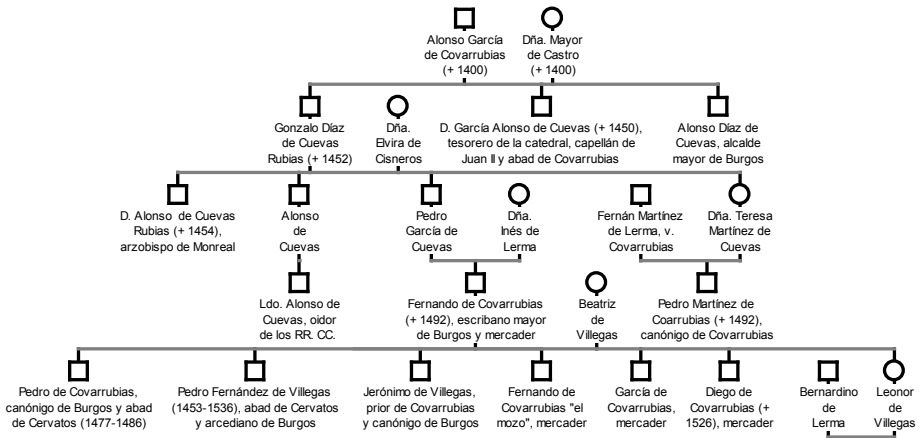 Alonso García
de Covarrubias
(+ 1400)
Dña. Mayor
de Castro
(+ 1400)
Gonzalo Díaz
de Cuevas
Rubias (+ 1452)
Dña.
Elvira de
Cisneros
D. García Alonso de Cuevas (+ 1450),
tesorero de la catedral, capellán de
Juan II y abad de Covarrubias
Alonso Díaz de
Cuevas, alcalde
mayor de Burgos
D. Alonso de Cuevas
Rubias (+ 1454),
arzobispo de Monreal
Alonso
de
Cuevas
Pedro
García de
Cuevas
Dña.
Inés de
Lerma
Fernán Martínez
de Lerma, v.
Covarrubias
Dña. Teresa
Martínez de
Cuevas
Ldo. Alonso de
Cuevas, oidor
de los RR. CC.
Fernando de Covarrubias
(+ 1492), escribano mayor
de Burgos y mercader
Beatriz
de
Villegas
Pedro Martínez de
Coarrubias (+ 1492),
canónigo de Covarrubias
Pedro de Covarrubias,
canónigo de Burgos y abad
de Cervatos (1477-1486)
Pedro Fernández de Villegas
(1453-1536), abad de Cervatos
y arcediano de Burgos
Jerónimo de Villegas,
prior de Covarrubias
y canónigo de Burgos
Fernando de
Covarrubias "el
mozo", mercader
García de
Covarrubias,
mercader
Diego de
Covarrubias (+
1526), mercader
Bernardino
de
Lerma
Leonor
de
Villegas